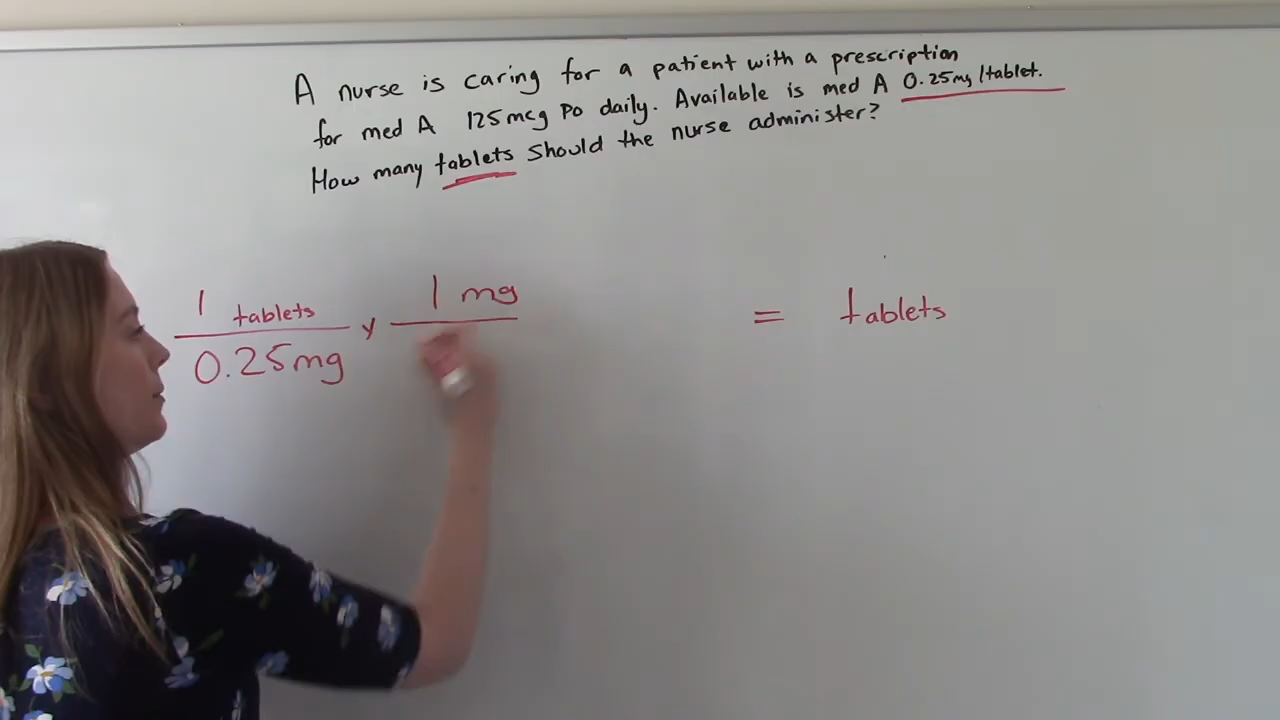 A nurse is caring for a patient with a prescription
for med A 125mcg PO daily. Available is med A 0.25mg/tablet.
How many tablets should the nurse administer?
1 tablets
0.25mg
x
1 mg
= tablets